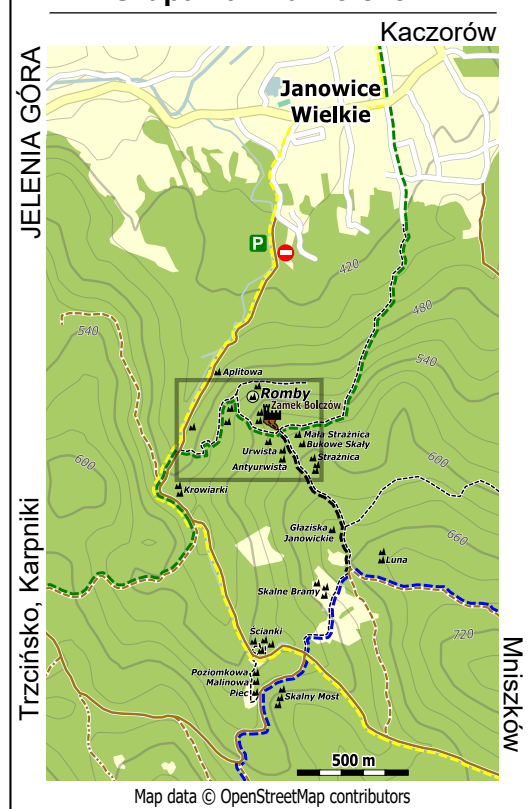 Kaczorów
JELENIA GÓRA
Janowice
Wielkie
P
420
480
540
540
Aplitowa
Romby
Zamek Bolczów
Mała Strażnica
Bukowe Skały
Urwista
Strażnica
Antyurwista
600
600
Krowiarki
Głaziska
Janowickie
660
Luna
Skalne Bramy
Trzcińsko, Karpniki
720
Ścianki
Mniszków
Poziomkowa
Malinowa
Piec
Skalny Most
500 m
Map data © OpenStreetMap contributors